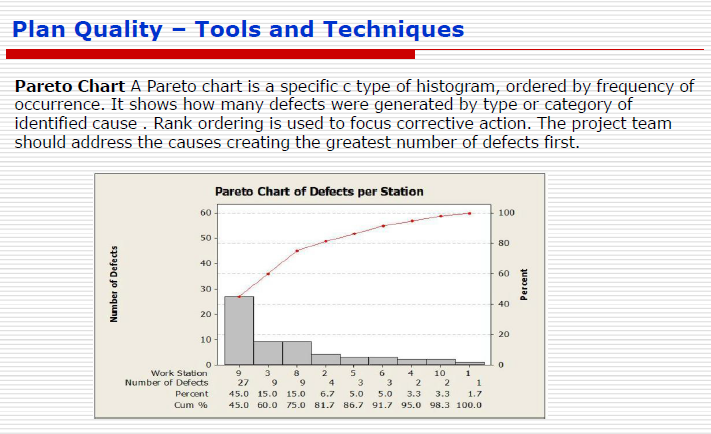 Plan Quality – Tools and Techniques
Pareto Chart A Pareto chart is a specific c type of histogram, ordered by frequency of
occurrence. It shows how many defects were generated by type or category of
identified cause . Rank ordering is used to focus corrective action. The project team
should address the causes creating the greatest number of defects first.
Pareto Chart of Defects per Station
60
50
40
30
20
10
0
Number of Defects
100
80
60
40
20
0
Percent
Work Station 9 3 8 2 5 6 4 10 1
Number of Defects 27 9 9 4 3 3 2 2 1
Percent 45.0 15.0 15.0 6.7 5.0 5.0 3.3 3.3 1.7
Cum % 45.0 60.0 75.0 81.7 86.7 91.7 95.0 98.3 100.0